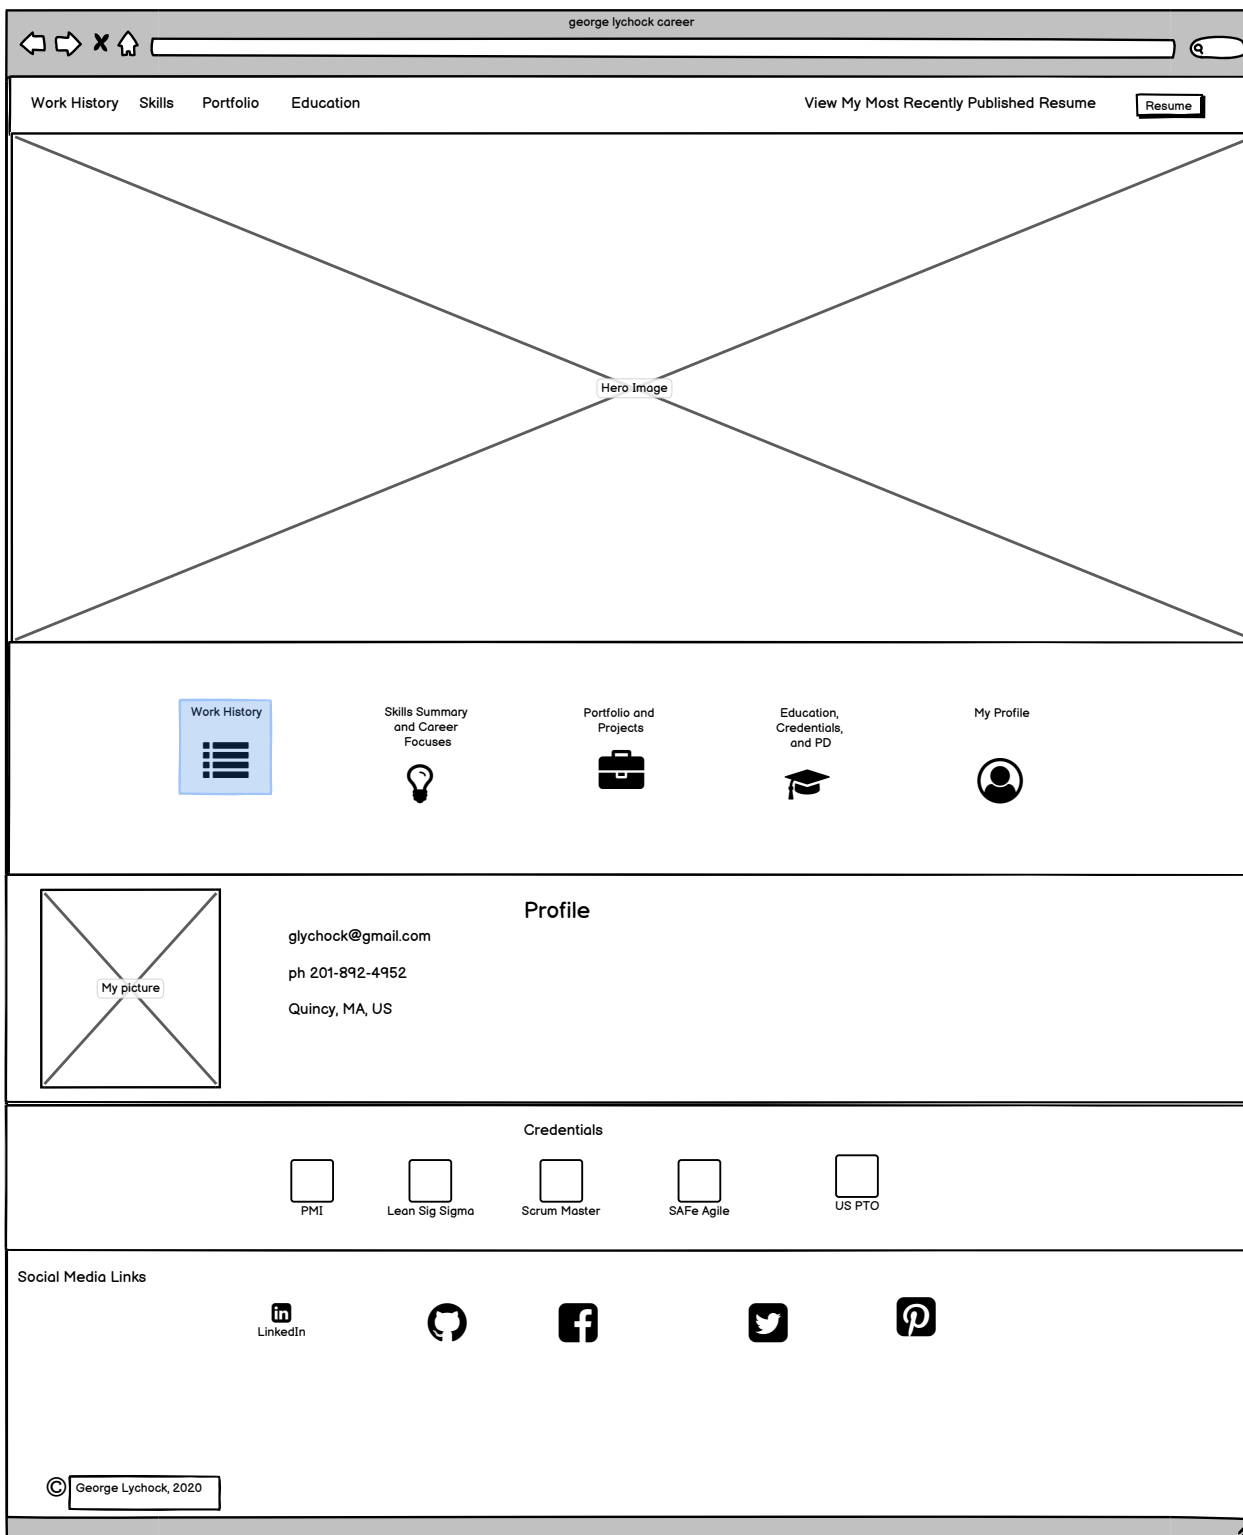 george lychock career
Work History
Skills
Portfolio
Education
View My Most Recently Published Resume
Resume
Hero Image
Work History
Skills Summary
and Career
Focuses
Portfolio and
Projects
Education,
Credentials,
and PD
My Profile
Profile
My picture
glychock@gmail.com
ph 201-892-4952
Quincy, MA, US
Credentials
PMI
Lean Sig Sigma
Scrum Master
SAFe Agile
US PTO
Social Media Links
in
LinkedIn
© George Lychock, 2020